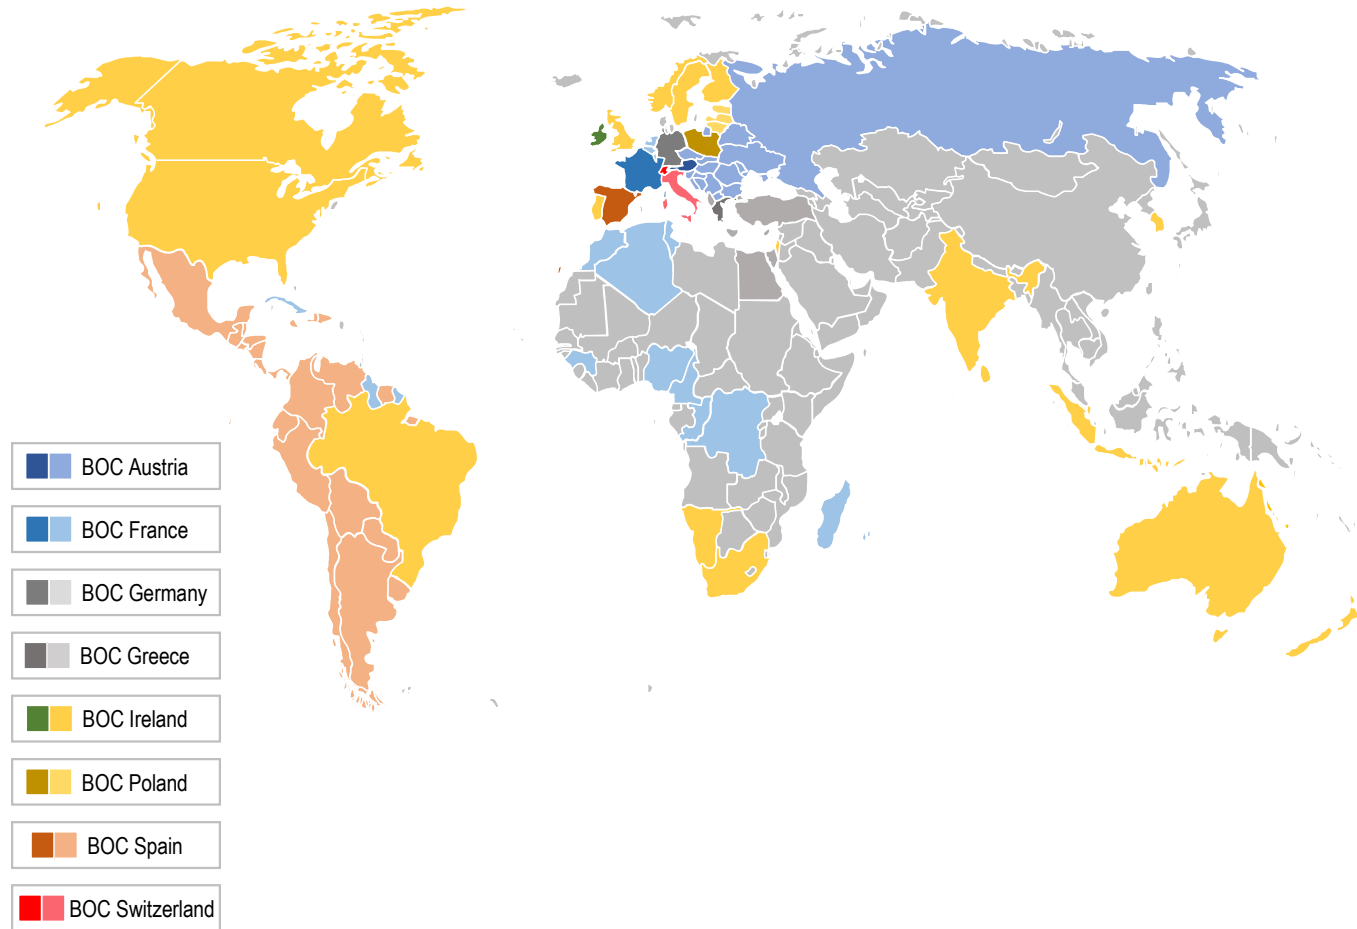 BOC Austria
BOC France
BOC Germany
BOC Greece
BOC Ireland
BOC Poland
BOC Spain
BOC Switzerland